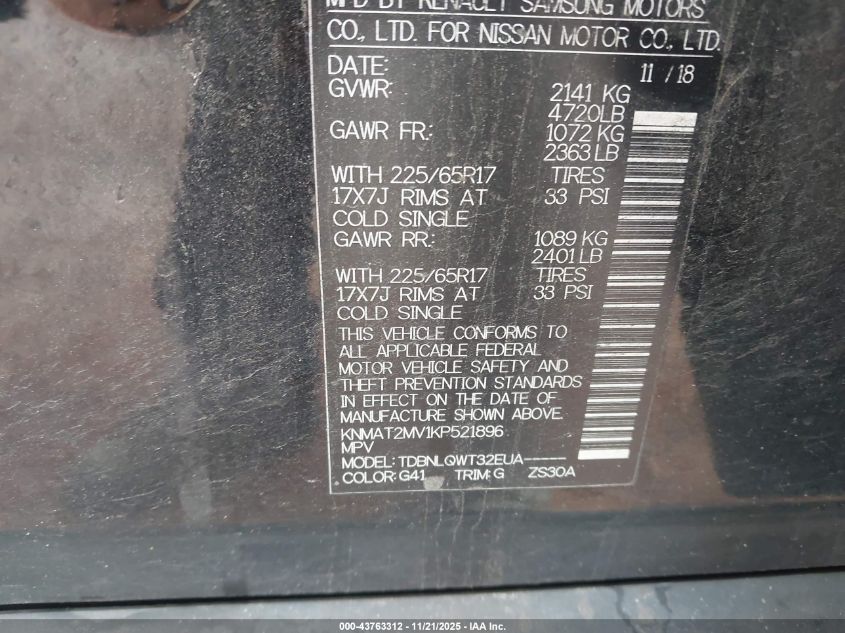 M'F'D BY RENAULT SAMSUNG MOTORS
CO., LTD. FOR NISSAN MOTOR CO., LTD.
DATE: 11 / 18
GVWR: 2141 KG
4720LB
GAWR FR.: 1072 KG
2363 LB
WITH 225/65R17 TIRES
17X7J RIMS AT 33 PSI
COLD SINGLE
GAWR RR.: 1089 KG
2401 LB
WITH 225/65R17 TIRES
17X7J RIMS AT 33 PSI
COLD SINGLE
THIS VEHICLE CONFORMS TO
ALL APPLICABLE FEDERAL
MOTOR VEHICLE SAFETY AND
THEFT PREVENTION STANDARDS
IN EFFECT ON THE DATE OF
MANUFACTURE SHOWN ABOVE.
KNMAT2MV1KP521896
MPV
MODEL: TDBNLQWT32EUA-----
COLOR: G41 TRIM: G ZS30A
000-43763312 - 11/21/2025 - IAA Inc.